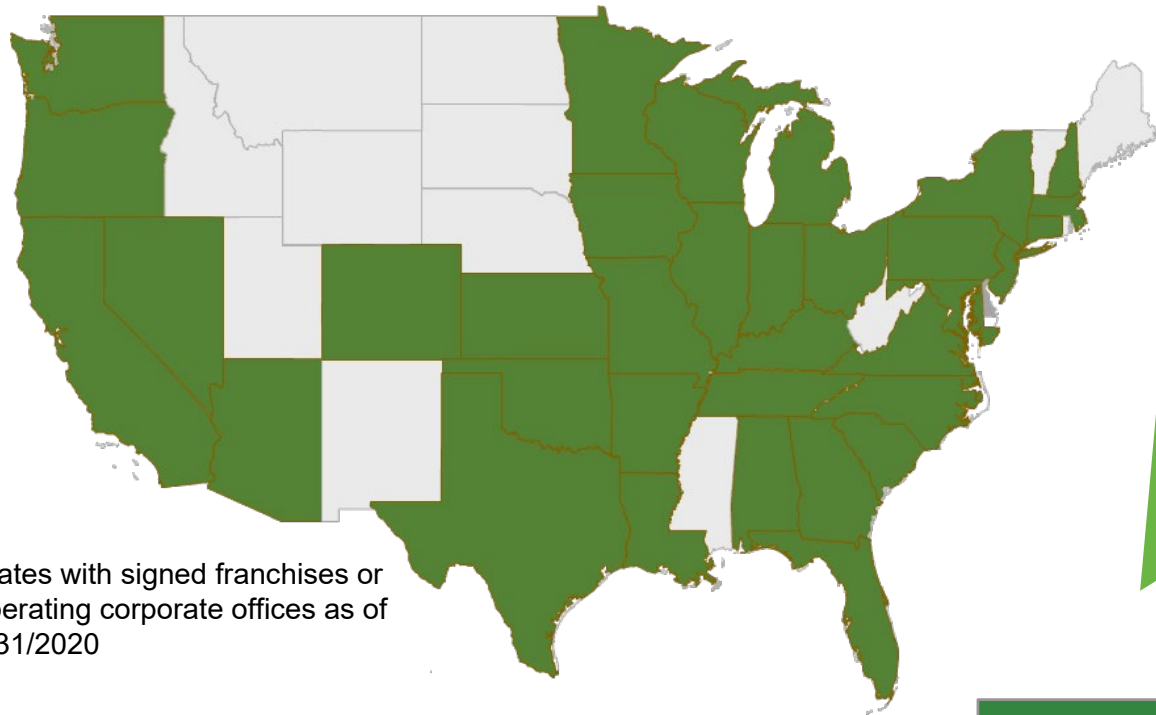 ates with signed franchises or
perating corporate offices as of
31/2020